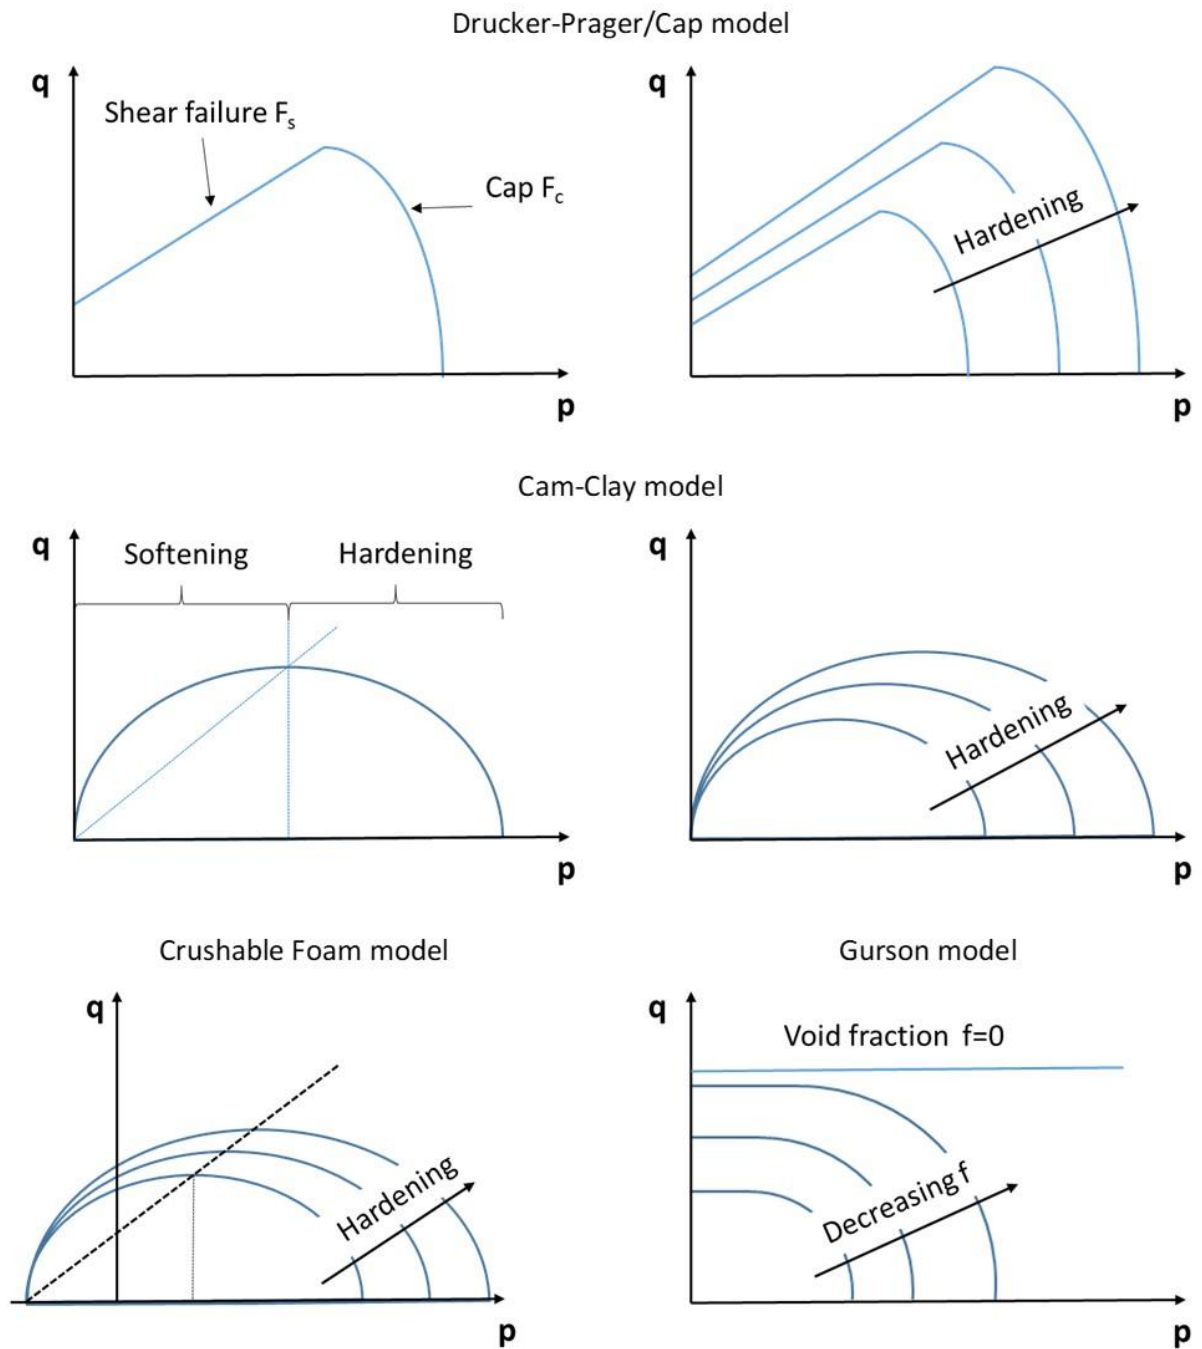 Drucker-Prager/Cap model
q
Shear failure Fs
Cap Fc
p
q
Hardening
p
Cam-Clay model
q
Softening
Hardening
p
q
Hardening
p
Crushable Foam model
q
Hardening
p
Gurson model
q
Void fraction f=0
Decreasing f
p